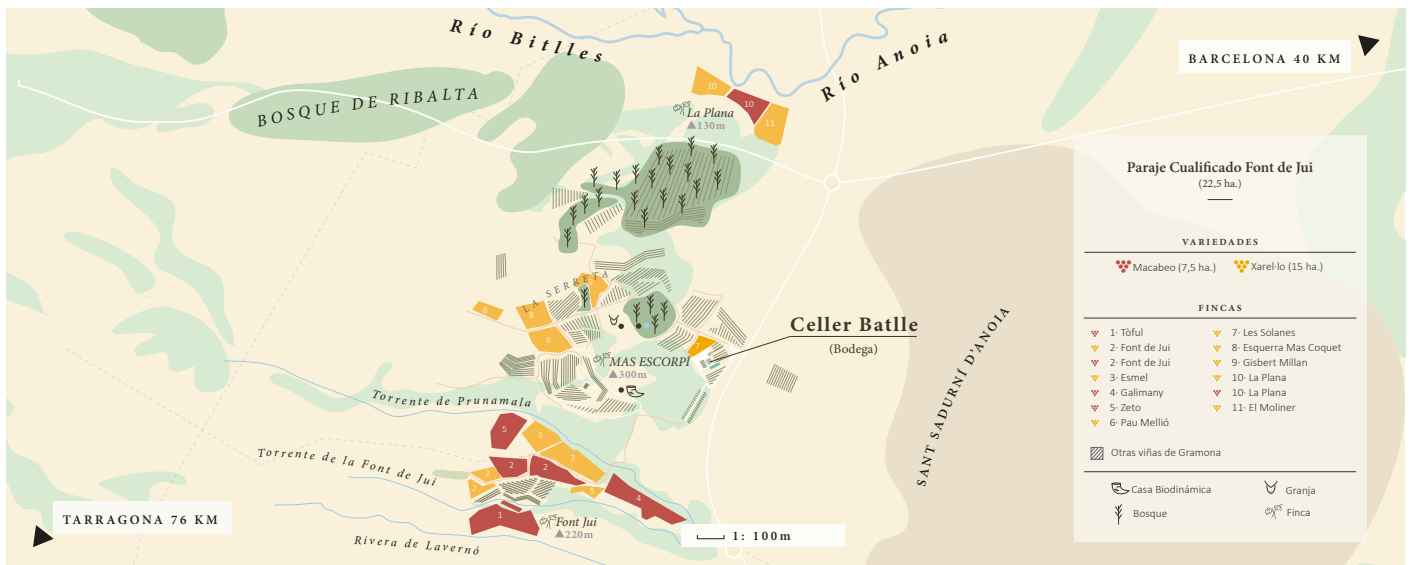 Río Bitlles
Río Anoia
BARCELONA 40 KM
BOSQUE DE RIBALTA
10
10
11
La Plana
130m
Paraje Cualificado Font de Jui
(22,5 ha.)
VARIEDADES
Macabeo (7,5 ha.)
Xarel·lo (15 ha.)
FINCAS
1· Tòful
2· Font de Jui
2· Font de Jui
3· Esmel
4· Galimany
5· Zeto
6· Pau Mellió
7· Les Solanes
8· Esquerra Mas Coquet
9· Gisbert Millan
10· La Plana
10· La Plana
11· El Moliner
Otras viñas de Gramona
Casa Biodinámica
Granja
Bosque
Finca
LA SERRETA
8
8
6
7
Celler Batlle
(Bodega)
MAS ESCORPÍ
300m
SANT SADURNÍ D'ANOIA
Torrente de Prunamala
5
3
3
2
2
2
2
4
1
Torrente de la Font de Jui
Font Jui
220m
Rivera de Lavernó
TARRAGONA 76 KM
1: 100m